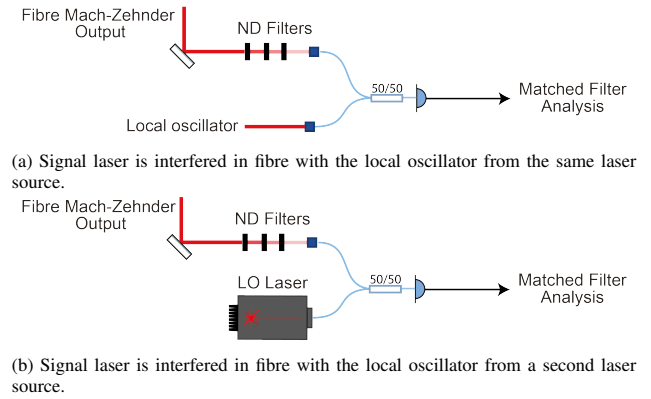 Fibre Mach-Zehnder
Output
ND Filters
50/50
Matched Filter
Analysis
Local oscillator
(a) Signal laser is interfered in fibre with the local oscillator from the same laser
source.
Fibre Mach-Zehnder
Output
ND Filters
LO Laser
50/50
Matched Filter
Analysis
(b) Signal laser is interfered in fibre with the local oscillator from a second laser
source.